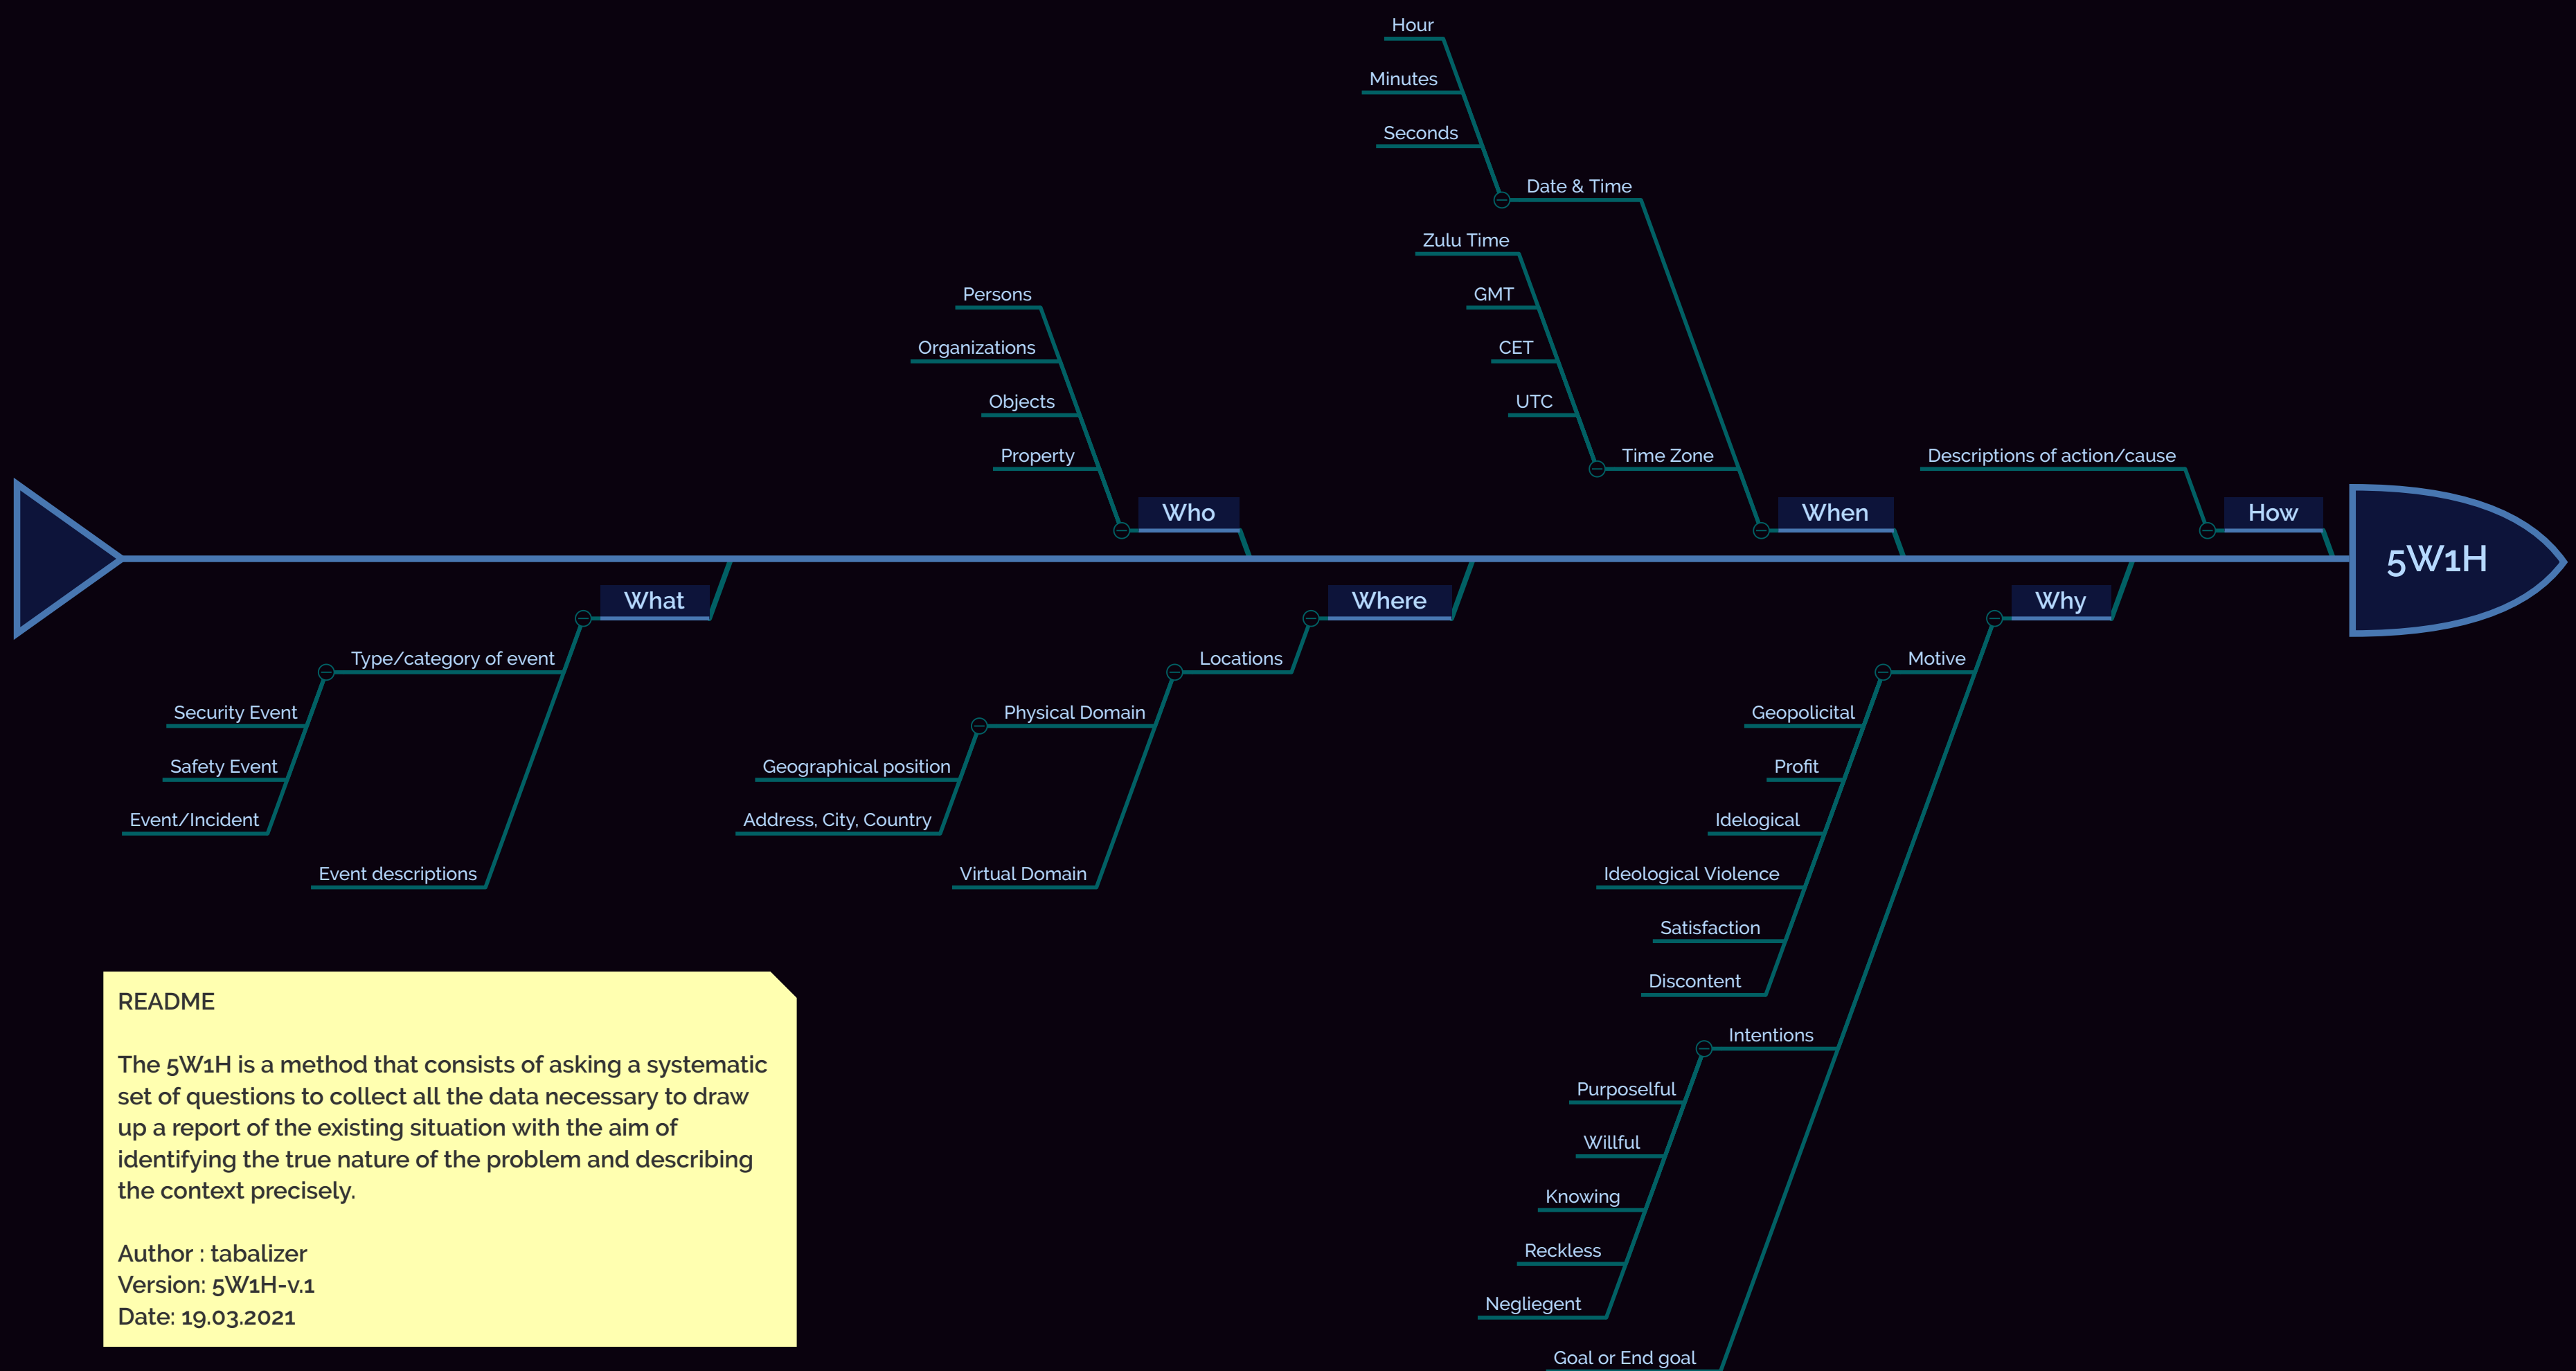 Hour
Minutes
Seconds
Date & Time
Zulu Time
GMT
CET
UTC
Time Zone
When
Persons
Organizations
Objects
Property
Who
Descriptions of action/cause
How
5W1H
What
Type/category of event
Security Event
Safety Event
Event/Incident
Event descriptions
Where
Locations
Physical Domain
Geographical position
Address, City, Country
Virtual Domain
Why
Motive
Geopolicital
Profit
Idelogical
Ideological Violence
Satisfaction
Discontent
Intentions
Purposelful
Willful
Knowing
Reckless
Negliegent
Goal or End goal
README
The 5W1H is a method that consists of asking a systematic
set of questions to collect all the data necessary to draw
up a report of the existing situation with the aim of
identifying the true nature of the problem and describing
the context precisely.
Author : tabalizer
Version: 5W1H-v.1
Date: 19.03.2021